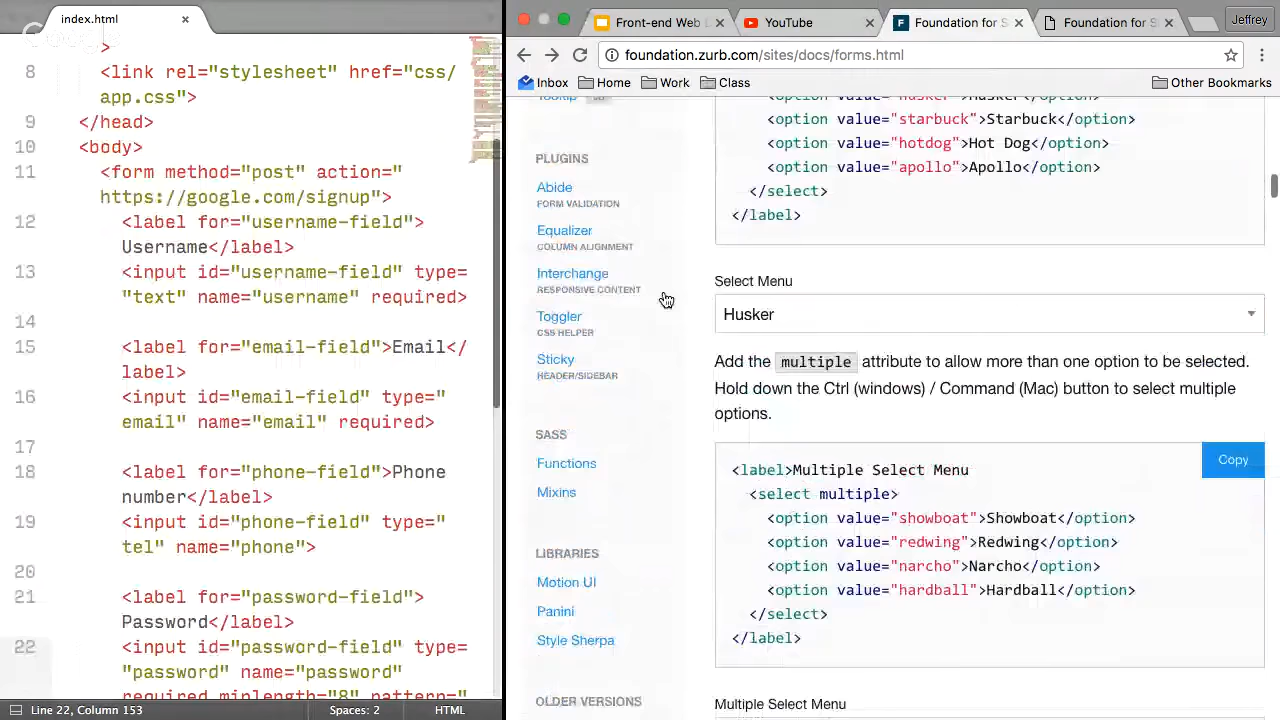 index.html
Google
>
8 <link rel="stylesheet" href="css/
app.css">
9 </head>
10 <body>
11 <form method="post" action="
https://google.com/signup">
12 <label for="username-field">
Username</label>
13 <input id="username-field" type=
"text" name="username" required>
14
15 <label for="email-field">Email</
label>
16 <input id="email-field" type="
email" name="email" required>
17
18 <label for="phone-field">Phone
number</label>
19 <input id="phone-field" type="
tel" name="phone">
20
21 <label for="password-field">
Password</label>
22 <input id="password-field" type=
"password" name="password"
required minlength="8" pattern="
Line 22, Column 153 Spaces: 2 HTML
Front-end Web YouTube Foundation for S Foundation for S Jeffrey
foundation.zurb.com/sites/docs/forms.html
Inbox Home Work Class Other Bookmarks
Tooltip
PLUGINS
Abide
FORM VALIDATION
Equalizer
COLUMN ALIGNMENT
Interchange
RESPONSIVE CONTENT
Toggler
CSS HELPER
Sticky
HEADER/SIDEBAR
SASS
Functions
Mixins
LIBRARIES
Motion UI
Panini
Style Sherpa
OLDER VERSIONS
<option value="husker">Husker</option>
<option value="starbuck">Starbuck</option>
<option value="hotdog">Hot Dog</option>
<option value="apollo">Apollo</option>
</select>
</label>
Select Menu
Husker
Add the multiple attribute to allow more than one option to be selected.
Hold down the Ctrl (windows) / Command (Mac) button to select multiple
options.
Copy
<label>Multiple Select Menu
<select multiple>
<option value="showboat">Showboat</option>
<option value="redwing">Redwing</option>
<option value="narcho">Narcho</option>
<option value="hardball">Hardball</option>
</select>
</label>
Multiple Select Menu